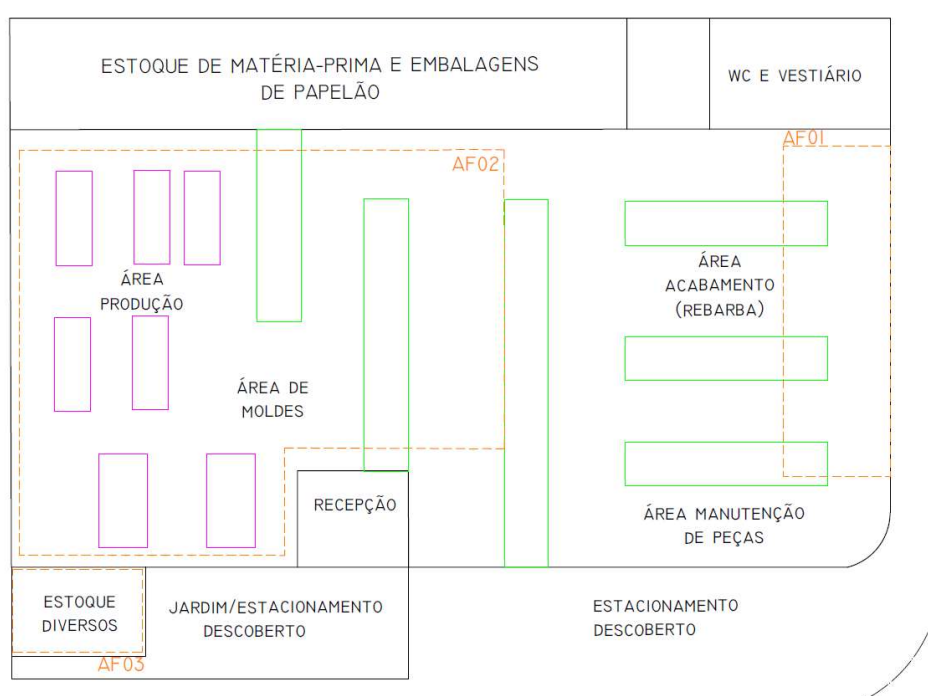 ESTOQUE DE MATÉRIA-PRIMA E EMBALAGENS
DE PAPELÃO
WC E VESTIÁRIO
AF01
AF02
ÁREA
PRODUÇÃO
ÁREA
ACABAMENTO
(REBARBA)
ÁREA DE
MOLDES
RECEPÇÃO
ÁREA MANUTENÇÃO
DE PEÇAS
ESTOQUE
DIVERSOS
JARDIM/ESTACIONAMENTO
DESCOBERTO
ESTACIONAMENTO
DESCOBERTO
AF03